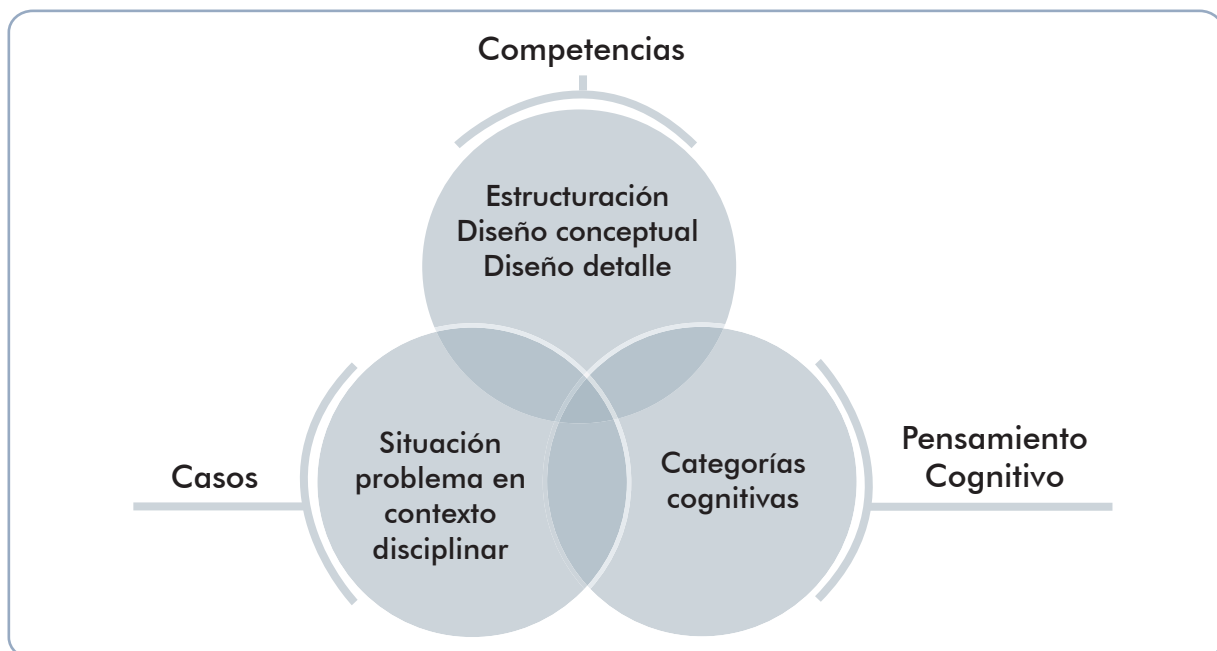 Competencias
Estructuración
Diseño conceptual
Diseño detalle
Casos
Situación
problema en
contexto
disciplinar
Categorías
cognitivas
Pensamiento
Cognitivo